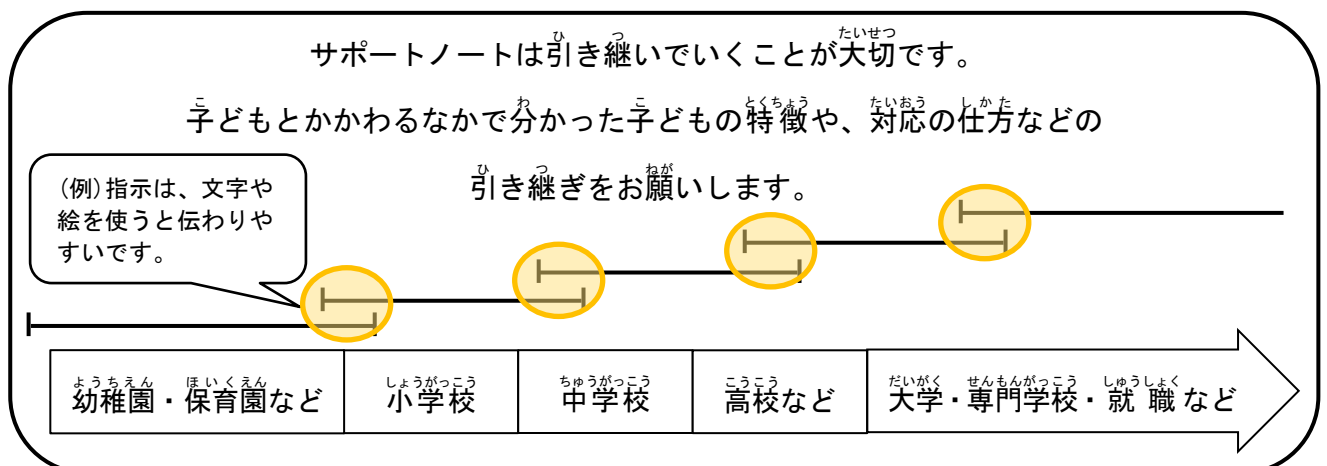 サポートノートは引き継いでいくことが大切です。
子どもとかかわるなかで分かった子どもの特徴や、対応の仕方などの
引き継ぎをお願いします。
(例)指示は、文字や
絵を使うと伝わりや
すいです。
幼稚園・保育園など
小学校
中学校
高校など
大学・専門学校・就職など